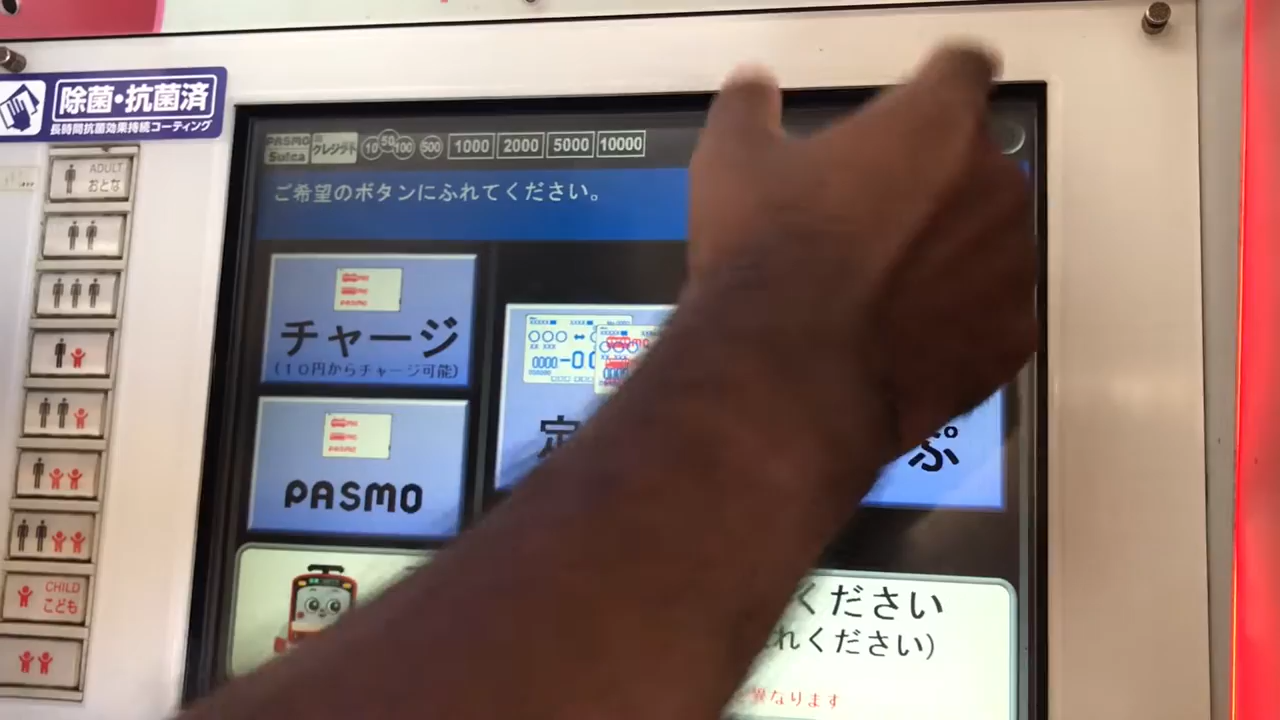 除菌・抗菌済
長時間抗菌効果持続コーティング
ADULT
おとな
CHILD
こども
PASMO
Suica
クレジット
10 50 100 500 1000 2000 5000 10000
ご希望のボタンにふれてください。
チャージ
(10円からチャージ可能)
PASMO
定
ぷ
ください
れください)
異なります